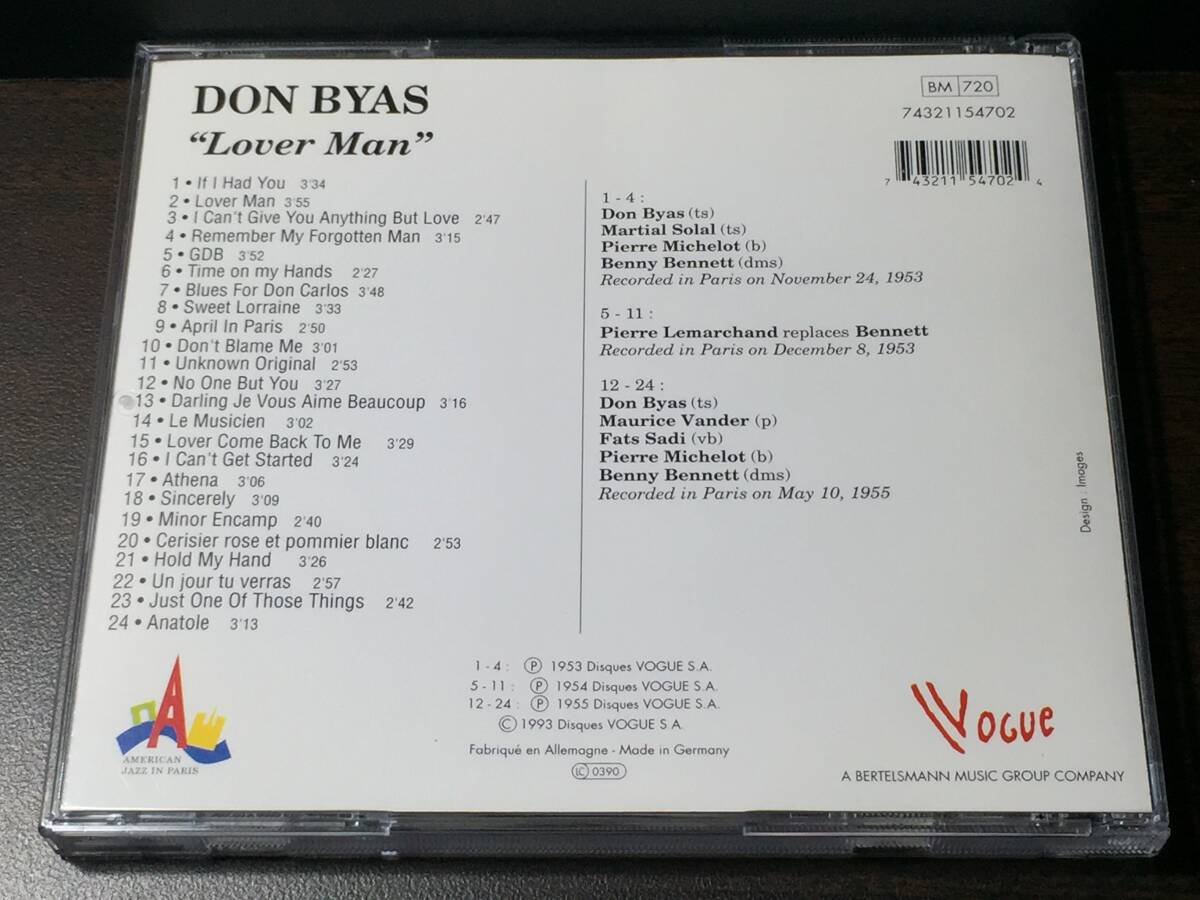 DON BYAS
“Lover Man”
1 • If I Had You 3'34
2 • Lover Man 3'55
3 • I Can't Give You Anything But Love 2'47
4 • Remember My Forgotten Man 3'15
5 • GDB 3'52
6 • Time on my Hands 2'27
7 • Blues For Don Carlos 3'48
8 • Sweet Lorraine 3'33
9 • April In Paris 2'50
10 • Don't Blame Me 3'01
11 • Unknown Original 2'53
12 • No One But You 3'27
13 • Darling Je Vous Aime Beaucoup 3'16
14 • Le Musicien 3'02
15 • Lover Come Back To Me 3'29
16 • I Can't Get Started 3'24
17 • Athena 3'06
18 • Sincerely 3'09
19 • Minor Encamp 2'40
20 • Cerisier rose et pommier blanc 2'53
21 • Hold My Hand 3'26
22 • Un jour tu verras 2'57
23 • Just One Of Those Things 2'42
24 • Anatole 3'13
BM 720
74321154702
7 43211 54702 4
1 - 4 :
Don Byas (ts)
Martial Solal (ts)
Pierre Michelot (b)
Benny Bennett (dms)
Recorded in Paris on November 24, 1953
5 - 11 :
Pierre Lemarchand replaces Bennett
Recorded in Paris on December 8, 1953
12 - 24 :
Don Byas (ts)
Maurice Vander (p)
Fats Sadi (vb)
Pierre Michelot (b)
Benny Bennett (dms)
Recorded in Paris on May 10, 1955
Design : Images
1 - 4 : Ⓟ 1953 Disques VOGUE S.A.
5 - 11 : Ⓟ 1954 Disques VOGUE S.A.
12 - 24 : Ⓟ 1955 Disques VOGUE S.A.
© 1993 Disques VOGUE S.A.
Fabriqué en Allemagne - Made in Germany
LC 0390
AMERICAN
JAZZ IN PARIS
VOGUE
A BERTELSMANN MUSIC GROUP COMPANY